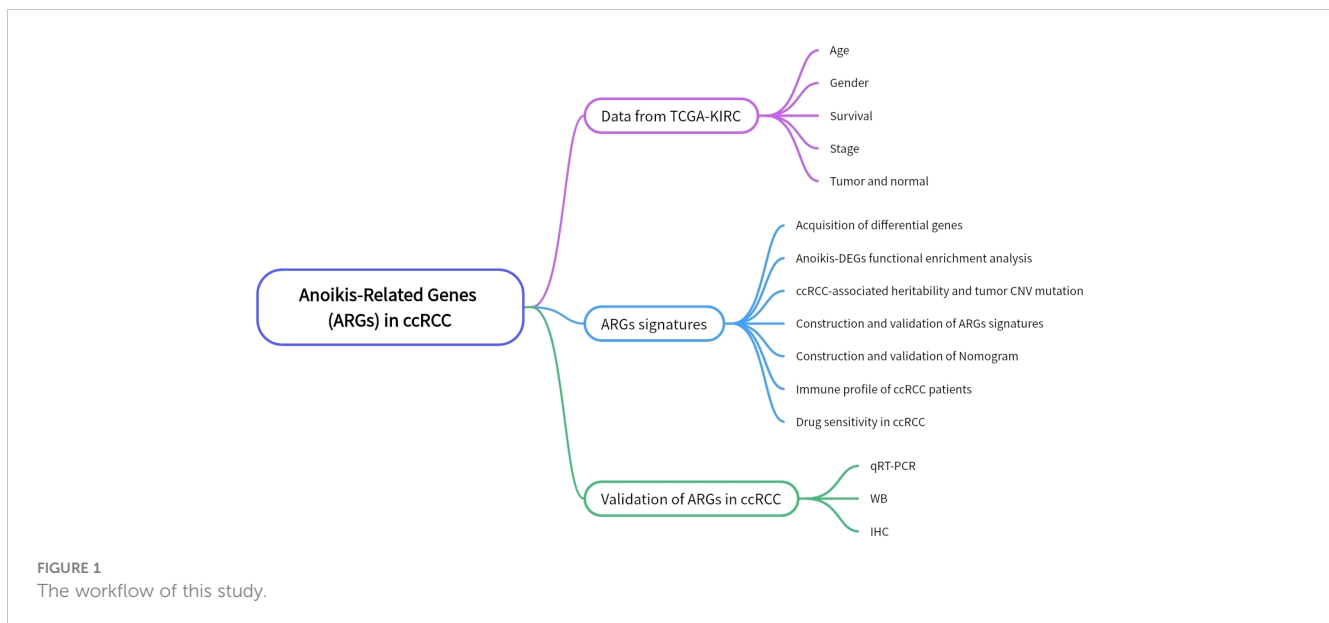 Anoikis-Related Genes
(ARGs) in ccRCC
Data from TCGA-KIRC
Age
Gender
Survival
Stage
Tumor and normal
ARGs signatures
Acquisition of differential genes
Anoikis-DEGs functional enrichment analysis
ccRCC-associated heritability and tumor CNV mutation
Construction and validation of ARGs signatures
Construction and validation of Nomogram
Immune profile of ccRCC patients
Drug sensitivity in ccRCC
Validation of ARGs in ccRCC
qRT-PCR
WB
IHC
FIGURE 1
The workflow of this study.